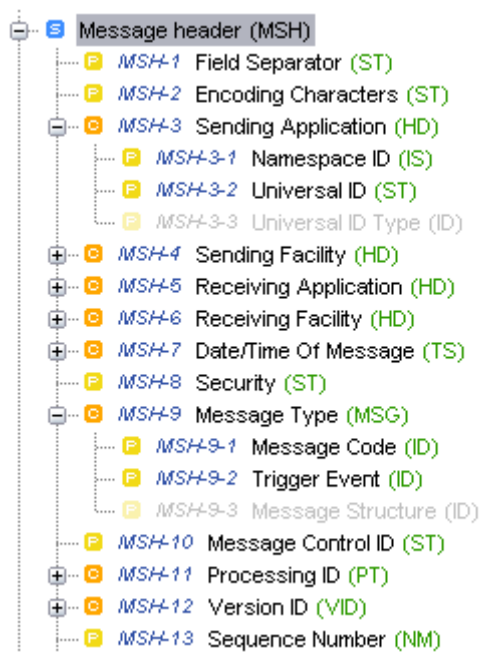 S Message header (MSH)
P MSH-1 Field Separator (ST)
P MSH-2 Encoding Characters (ST)
C MSH-3 Sending Application (HD)
P MSH-3-1 Namespace ID (IS)
P MSH-3-2 Universal ID (ST)
P MSH-3-3 Universal ID Type (ID)
C MSH-4 Sending Facility (HD)
C MSH-5 Receiving Application (HD)
C MSH-6 Receiving Facility (HD)
C MSH-7 Date/Time Of Message (TS)
P MSH-8 Security (ST)
C MSH-9 Message Type (MSG)
P MSH-9-1 Message Code (ID)
P MSH-9-2 Trigger Event (ID)
P MSH-9-3 Message Structure (ID)
P MSH-10 Message Control ID (ST)
C MSH-11 Processing ID (PT)
C MSH-12 Version ID (VID)
P MSH-13 Sequence Number (NM)